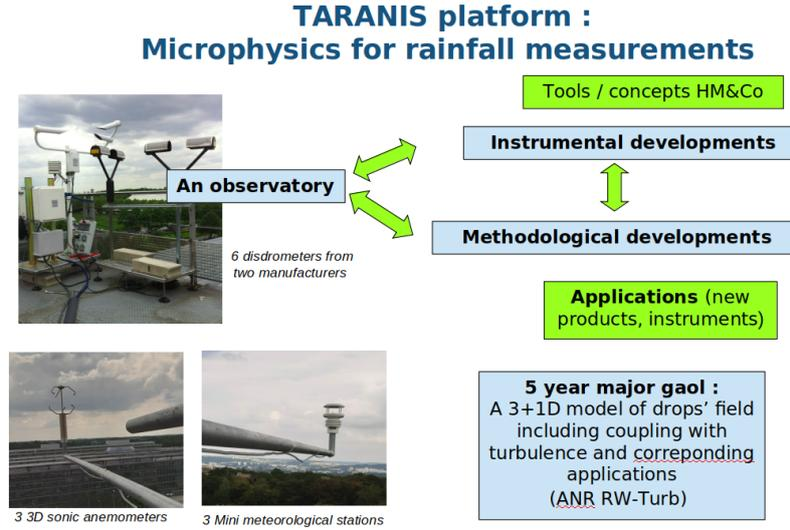 TARANIS platform :
Microphysics for rainfall measurements
Tools / concepts HM&Co
Instrumental developments
An observatory
Methodological developments
6 disdrometers from
two manufacturers
Applications (new
products, instruments)
5 year major gaol :
A 3+1D model of drops’ field
including coupling with
turbulence and correponding
applications
(ANR RW-Turb)
3 3D sonic anemometers
3 Mini meteorological stations